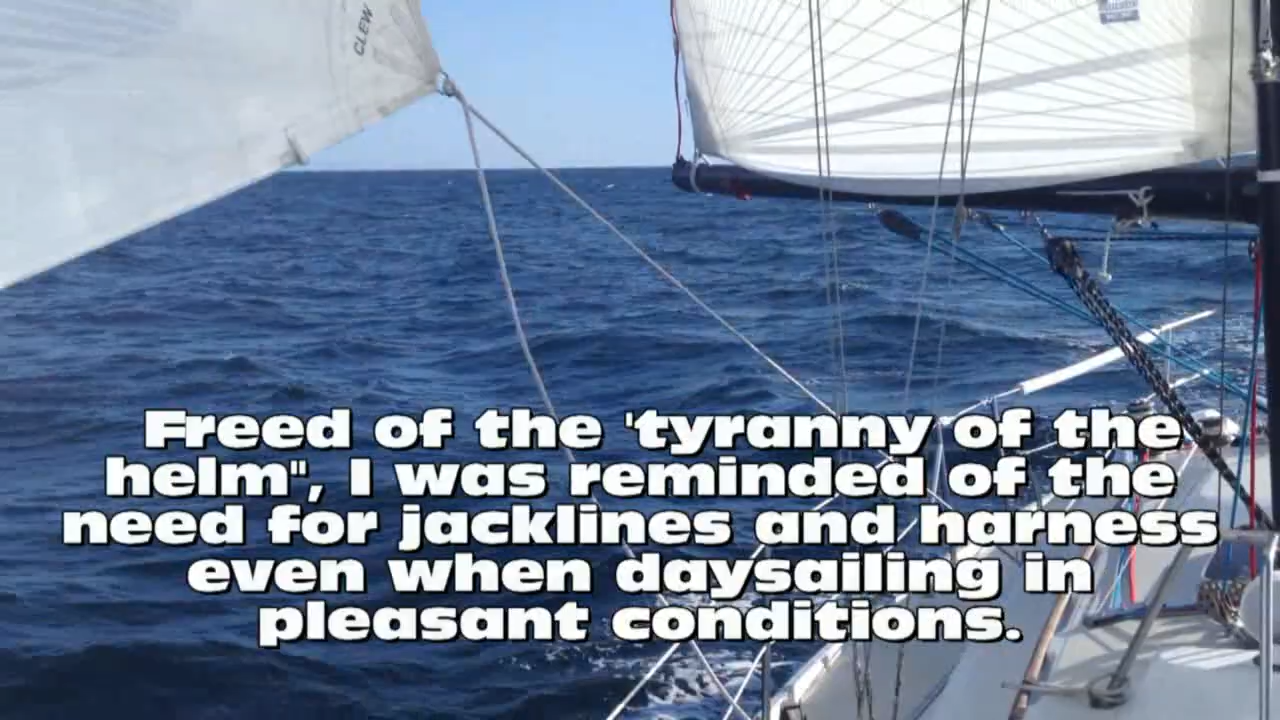 CLEW
Freed of the 'tyranny of the
helm", I was reminded of the
need for jacklines and harness
even when daysailing in
pleasant conditions.